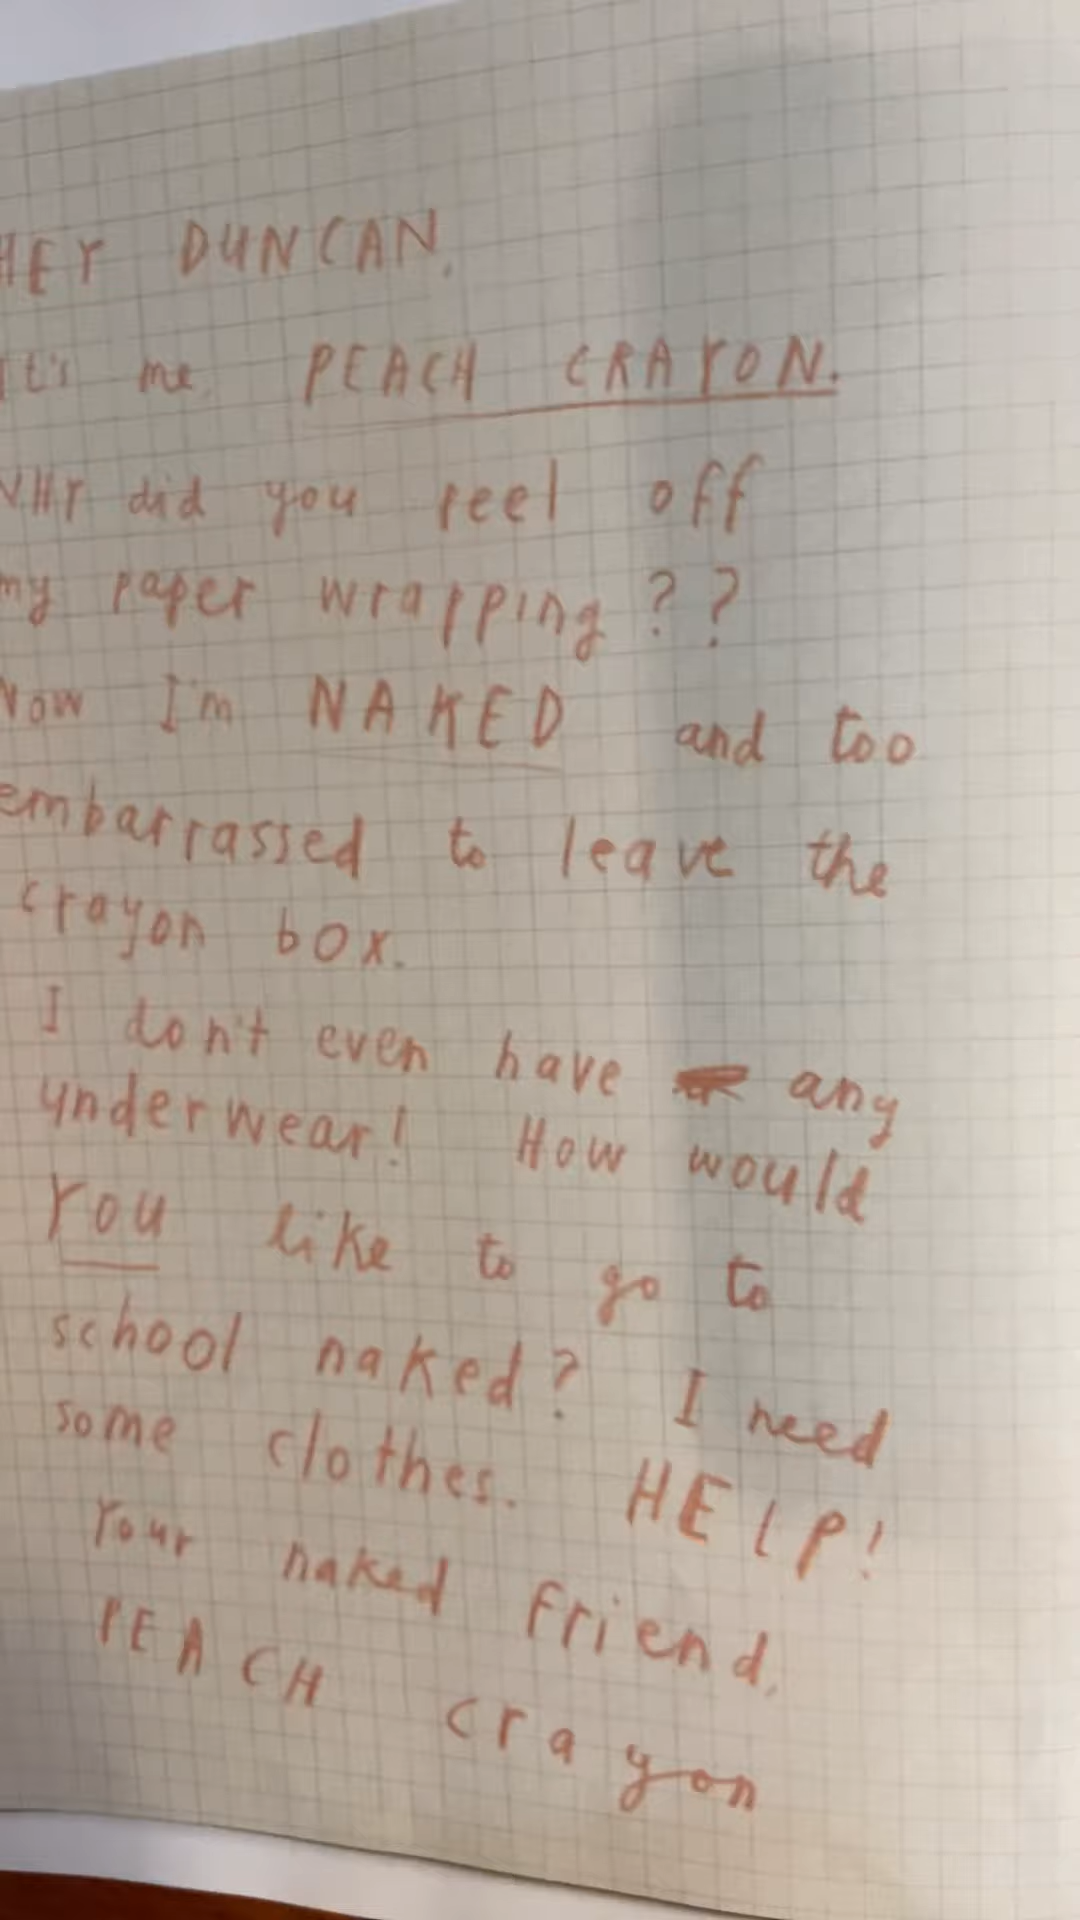 HEY DUNCAN,
It's me, PEACH CRAYON.
WHY did you peel off
my paper wrapping??
Now I'm NAKED and too
embarrassed to leave the
crayon box.
I don't even have any
underwear! How would
YOU like to go to
school naked? I need
some clothes. HELP!
Your naked friend,
PEACH crayon